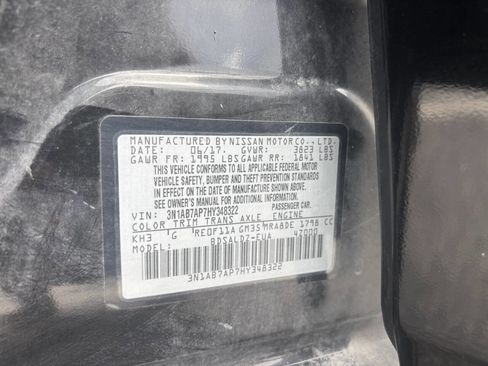 MANUFACTURED BY NISSAN MOTOR CO., LTD.
DATE: 06/17. GVWR: 3823 LBS
GAWR FR: 1995 LBS GAWR RR: 1841 LBS
THIS VEHICLE CONFORMS TO ALL APPLICABLE FEDERAL MOTOR
VEHICLE SAFETY, BUMPER AND THEFT PREVENTION STANDARDS
IN EFFECT ON THE DATE OF MANUFACTURE SHOWN ABOVE.
SEE OWNER'S MANUAL FOR ADDITIONAL INFORMATION.
PASSENGER CAR
VIN: 3N1AB7AP7HY348322
COLOR TRIM TRANS AXLE ENGINE
KH3 G RE0F11A GM35 MRA8DE 1798 CC
MODEL: BDSALDZ-EUA 47000
3N1AB7AP7HY348322